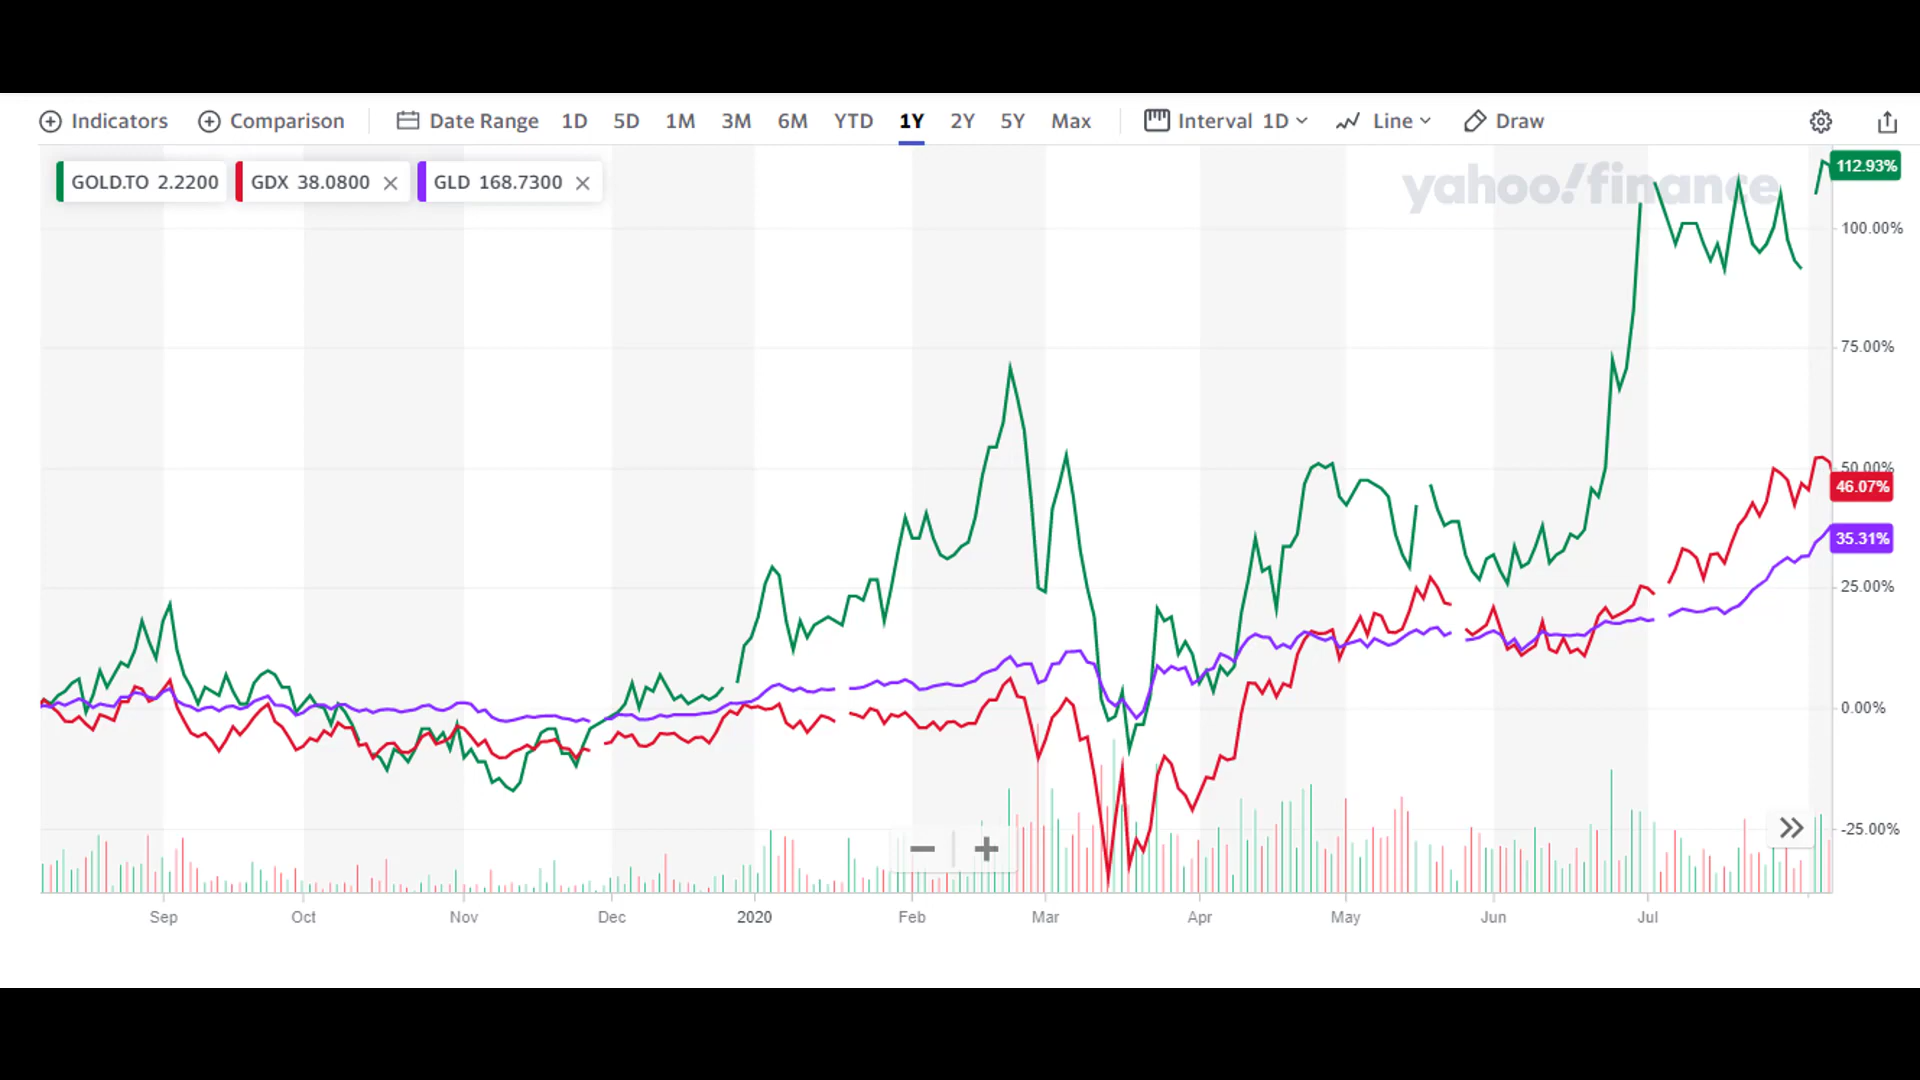 Indicators Comparison Date Range 1D 5D 1M 3M 6M YTD 1Y 2Y 5Y Max Interval 1D Line Draw
GOLD.TO 2.2200 GDX 38.0800 GLD 168.7300
yahoo!finance
112.93%
100.00%
75.00%
50.00%
46.07%
35.31%
25.00%
0.00%
-25.00%
Sep Oct Nov Dec 2020 Feb Mar Apr May Jun Jul